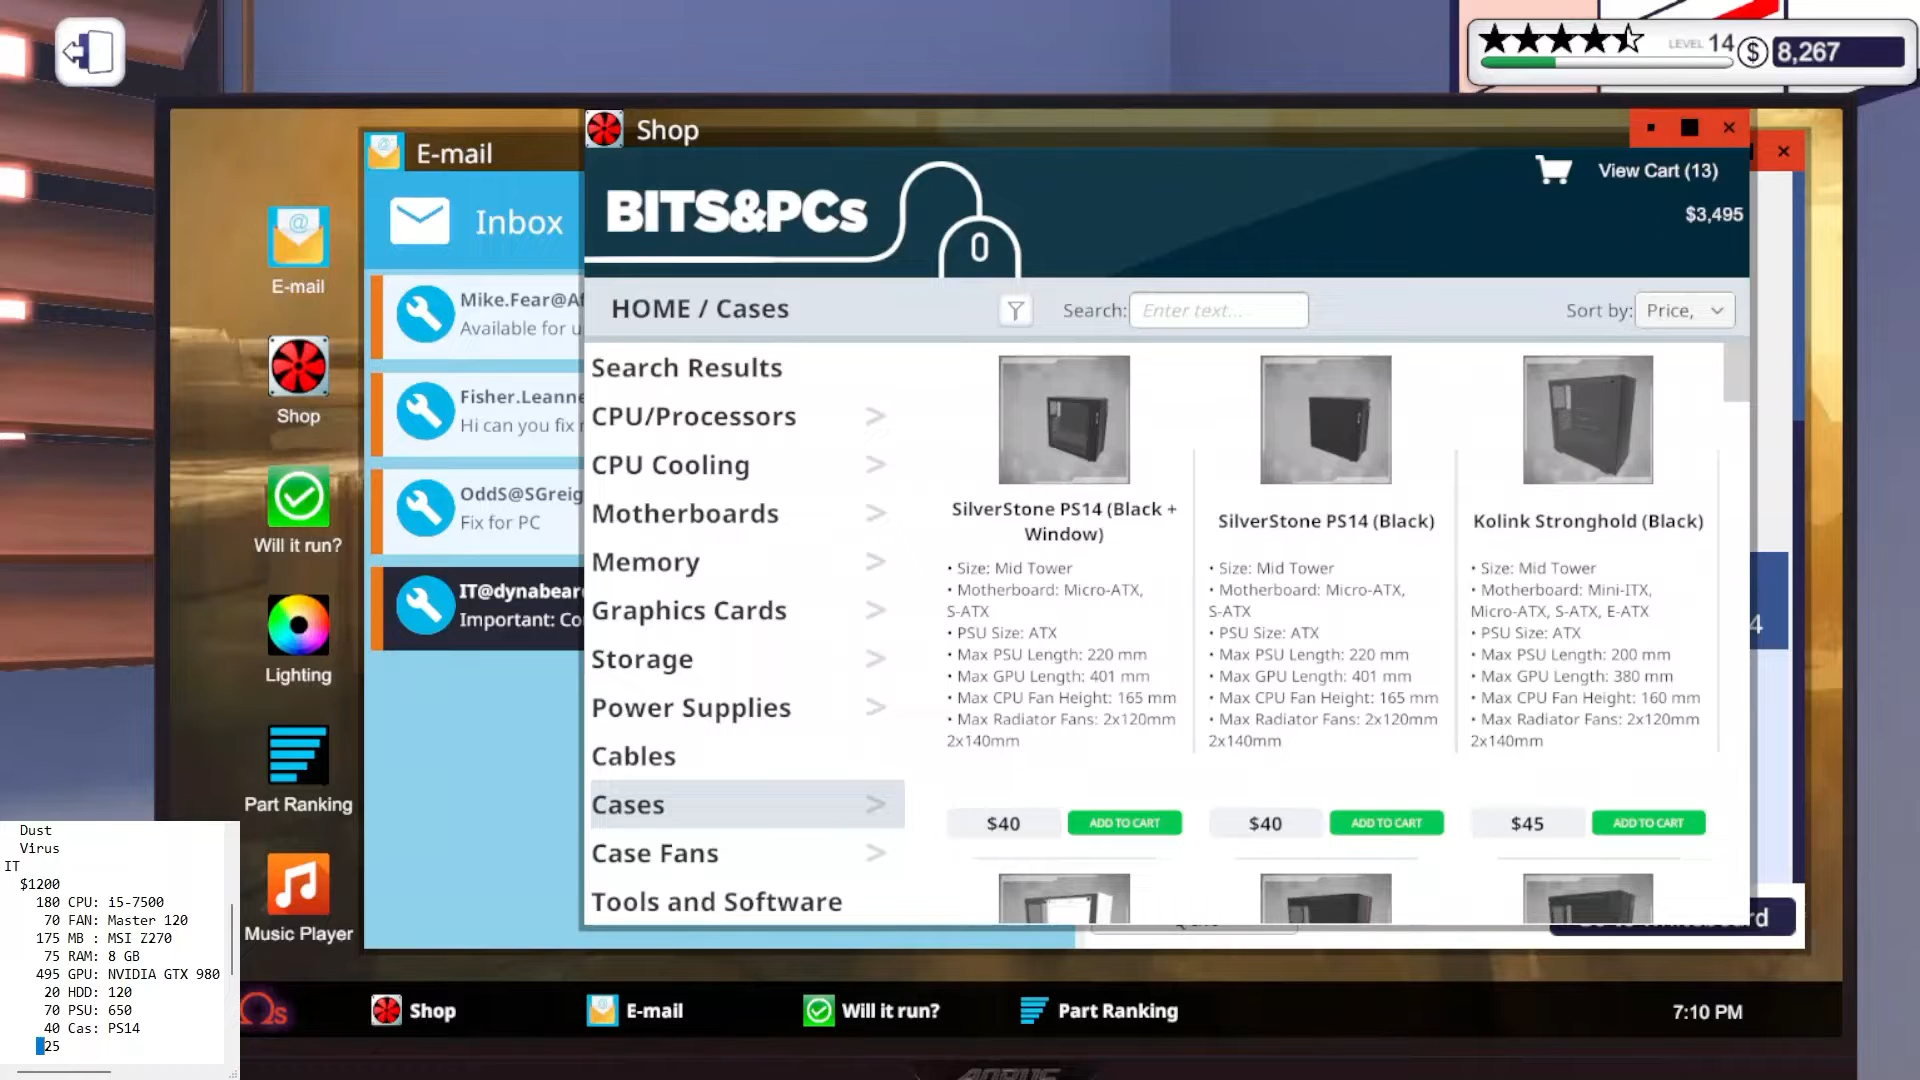 LEVEL 14
$ 8,267
E-mail
Shop
Inbox
BITS&PCs
View Cart (13)
$3,495
HOME / Cases
Search:
Enter text...
Sort by:
Price,
E-mail
Shop
Will it run?
Lighting
Part Ranking
Music Player
Mike.Fear@Af
Available for u
Fisher.Leanne
Hi can you fix
OddS@SGreig
Fix for PC
IT@dynabear
Important: Co
Search Results
CPU/Processors >
CPU Cooling >
Motherboards >
Memory >
Graphics Cards >
Storage >
Power Supplies >
Cables
Cases >
Case Fans >
Tools and Software
SilverStone PS14 (Black +
Window)
• Size: Mid Tower
• Motherboard: Micro-ATX,
S-ATX
• PSU Size: ATX
• Max PSU Length: 220 mm
• Max GPU Length: 401 mm
• Max CPU Fan Height: 165 mm
• Max Radiator Fans: 2x120mm
2x140mm
$40
ADD TO CART
SilverStone PS14 (Black)
• Size: Mid Tower
• Motherboard: Micro-ATX,
S-ATX
• PSU Size: ATX
• Max PSU Length: 220 mm
• Max GPU Length: 401 mm
• Max CPU Fan Height: 165 mm
• Max Radiator Fans: 2x120mm
2x140mm
$40
ADD TO CART
Kolink Stronghold (Black)
• Size: Mid Tower
• Motherboard: Mini-ITX,
Micro-ATX, S-ATX, E-ATX
• PSU Size: ATX
• Max PSU Length: 200 mm
• Max GPU Length: 380 mm
• Max CPU Fan Height: 160 mm
• Max Radiator Fans: 2x120mm
2x140mm
$45
ADD TO CART
4
Dust
Virus
IT
$1200
180 CPU: i5-7500
70 FAN: Master 120
175 MB : MSI Z270
75 RAM: 8 GB
495 GPU: NVIDIA GTX 980
20 HDD: 120
70 PSU: 650
40 Cas: PS14
25
Shop
E-mail
Will it run?
Part Ranking
7:10 PM